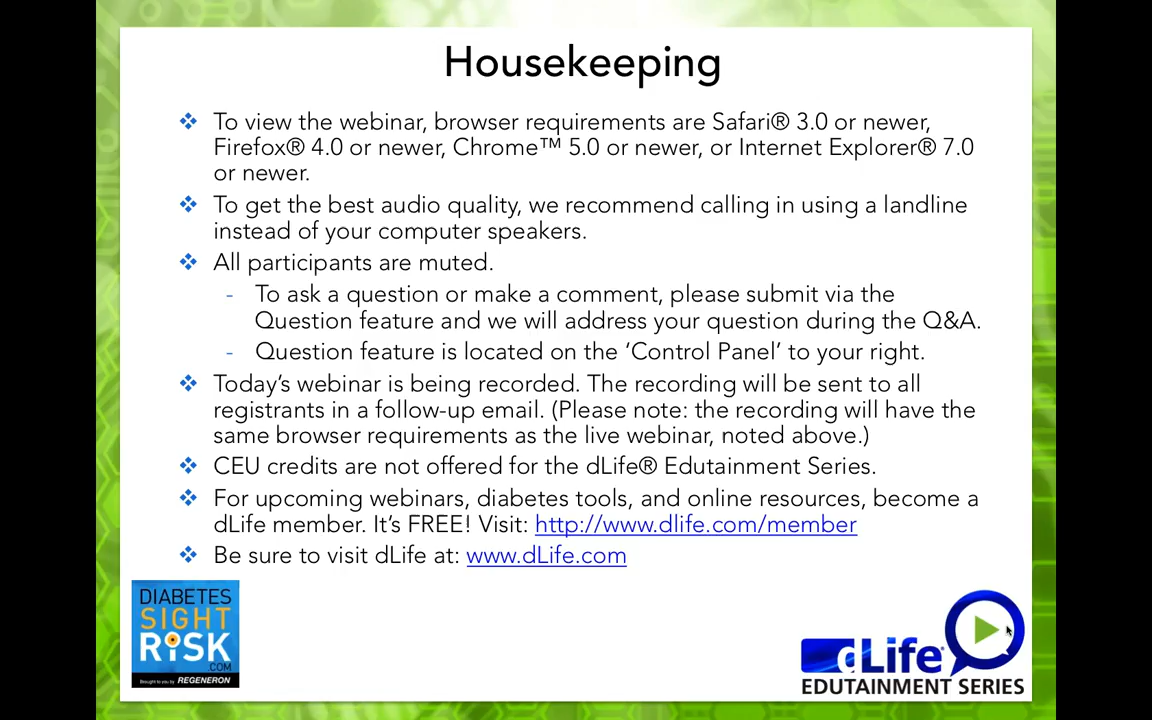 Housekeeping
❖ To view the webinar, browser requirements are Safari® 3.0 or newer,
Firefox® 4.0 or newer, Chrome™ 5.0 or newer, or Internet Explorer® 7.0
or newer.
❖ To get the best audio quality, we recommend calling in using a landline
instead of your computer speakers.
❖ All participants are muted.
- To ask a question or make a comment, please submit via the
Question feature and we will address your question during the Q&A.
- Question feature is located on the ‘Control Panel’ to your right.
❖ Today’s webinar is being recorded. The recording will be sent to all
registrants in a follow-up email. (Please note: the recording will have the
same browser requirements as the live webinar, noted above.)
❖ CEU credits are not offered for the dLife® Edutainment Series.
❖ For upcoming webinars, diabetes tools, and online resources, become a
dLife member. It’s FREE! Visit: http://www.dlife.com/member
❖ Be sure to visit dLife at: www.dLife.com
DIABETES
SIGHT
RISK
.COM
Brought to you by REGENERON
dLife®
EDUTAINMENT SERIES